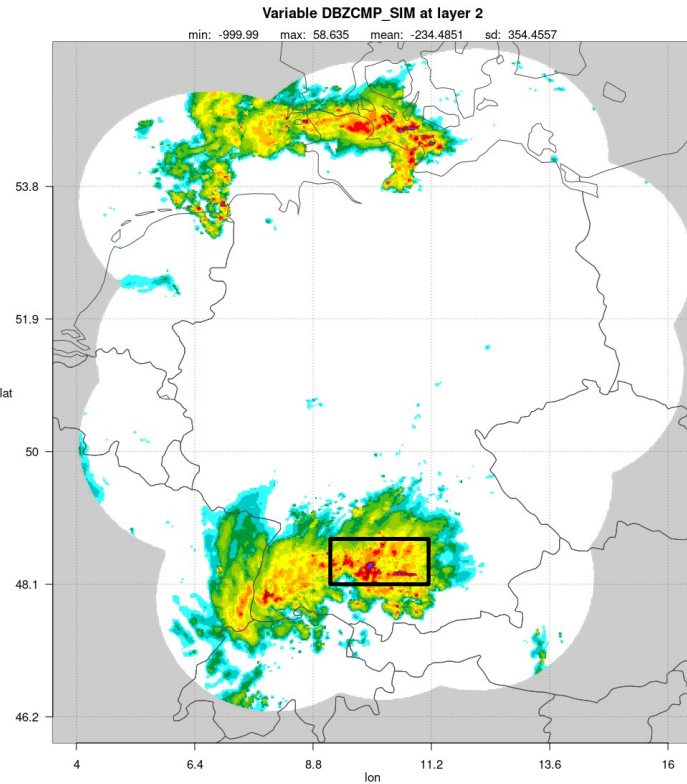 Variable DBZCMP_SIM at layer 2
min: -999.99 max: 58.635 mean: -234.4851 sd: 354.4557
53.8
51.9
lat
50
48.1
46.2
4 6.4 8.8 11.2 13.6 16
lon